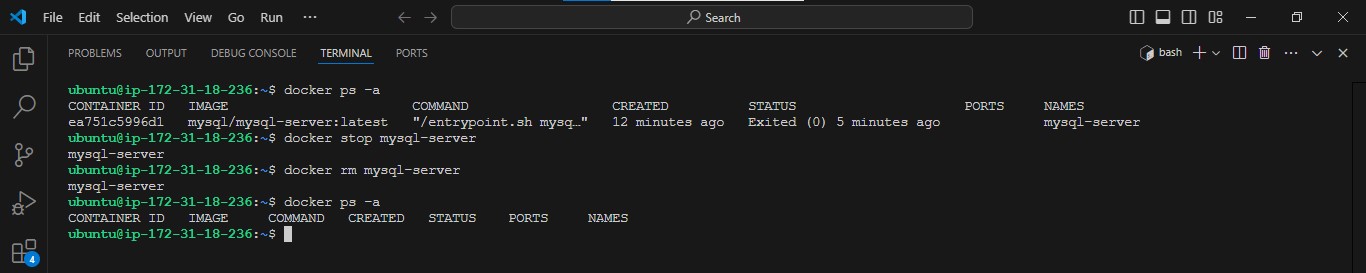 File Edit Selection View Go Run ··· Search
PROBLEMS OUTPUT DEBUG CONSOLE TERMINAL PORTS bash
ubuntu@ip-172-31-18-236:~$ docker ps -a
CONTAINER ID IMAGE COMMAND CREATED STATUS PORTS NAMES
ea751c5996d1 mysql/mysql-server:latest "/entrypoint.sh mysq…" 12 minutes ago Exited (0) 5 minutes ago mysql-server
ubuntu@ip-172-31-18-236:~$ docker stop mysql-server
mysql-server
ubuntu@ip-172-31-18-236:~$ docker rm mysql-server
mysql-server
ubuntu@ip-172-31-18-236:~$ docker ps -a
CONTAINER ID IMAGE COMMAND CREATED STATUS PORTS NAMES
ubuntu@ip-172-31-18-236:~$
4